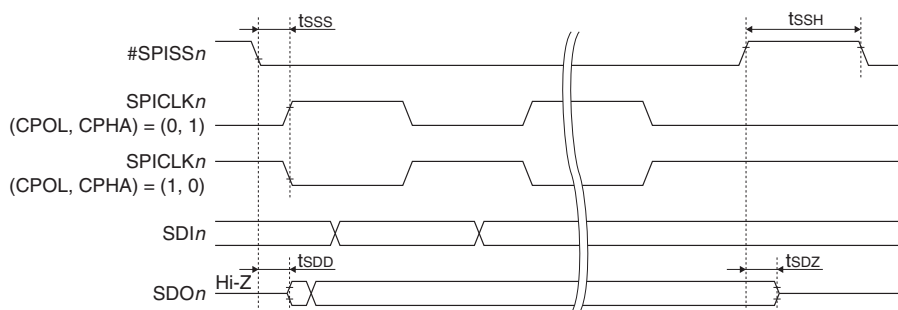 tSSS
tSSH
#SPISSn
SPICLKn
(CPOL, CPHA) = (0, 1)
SPICLKn
(CPOL, CPHA) = (1, 0)
SDIn
tSDD
tSDZ
Hi-Z
SDOn